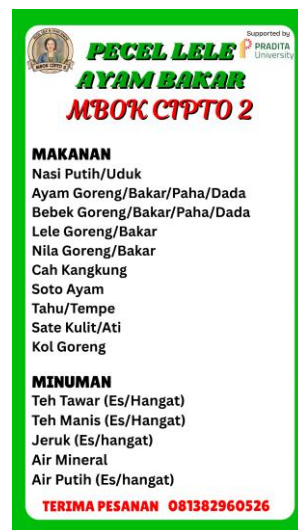 Supported by
PRADITA
University
PECEL LELE
AYAM BAKAR
MBOK CIPTO 2
MAKANAN
Nasi Putih/Uduk
Ayam Goreng/Bakar/Paha/Dada
Bebek Goreng/Bakar/Paha/Dada
Lele Goreng/Bakar
Nila Goreng/Bakar
Cah Kangkung
Soto Ayam
Tahu/Tempe
Sate Kulit/Ati
Kol Goreng
MINUMAN
Teh Tawar (Es/Hangat)
Teh Manis (Es/Hangat)
Jeruk (Es/hangat)
Air Mineral
Air Putih (Es/hangat)
TERIMA PESANAN 081382960526